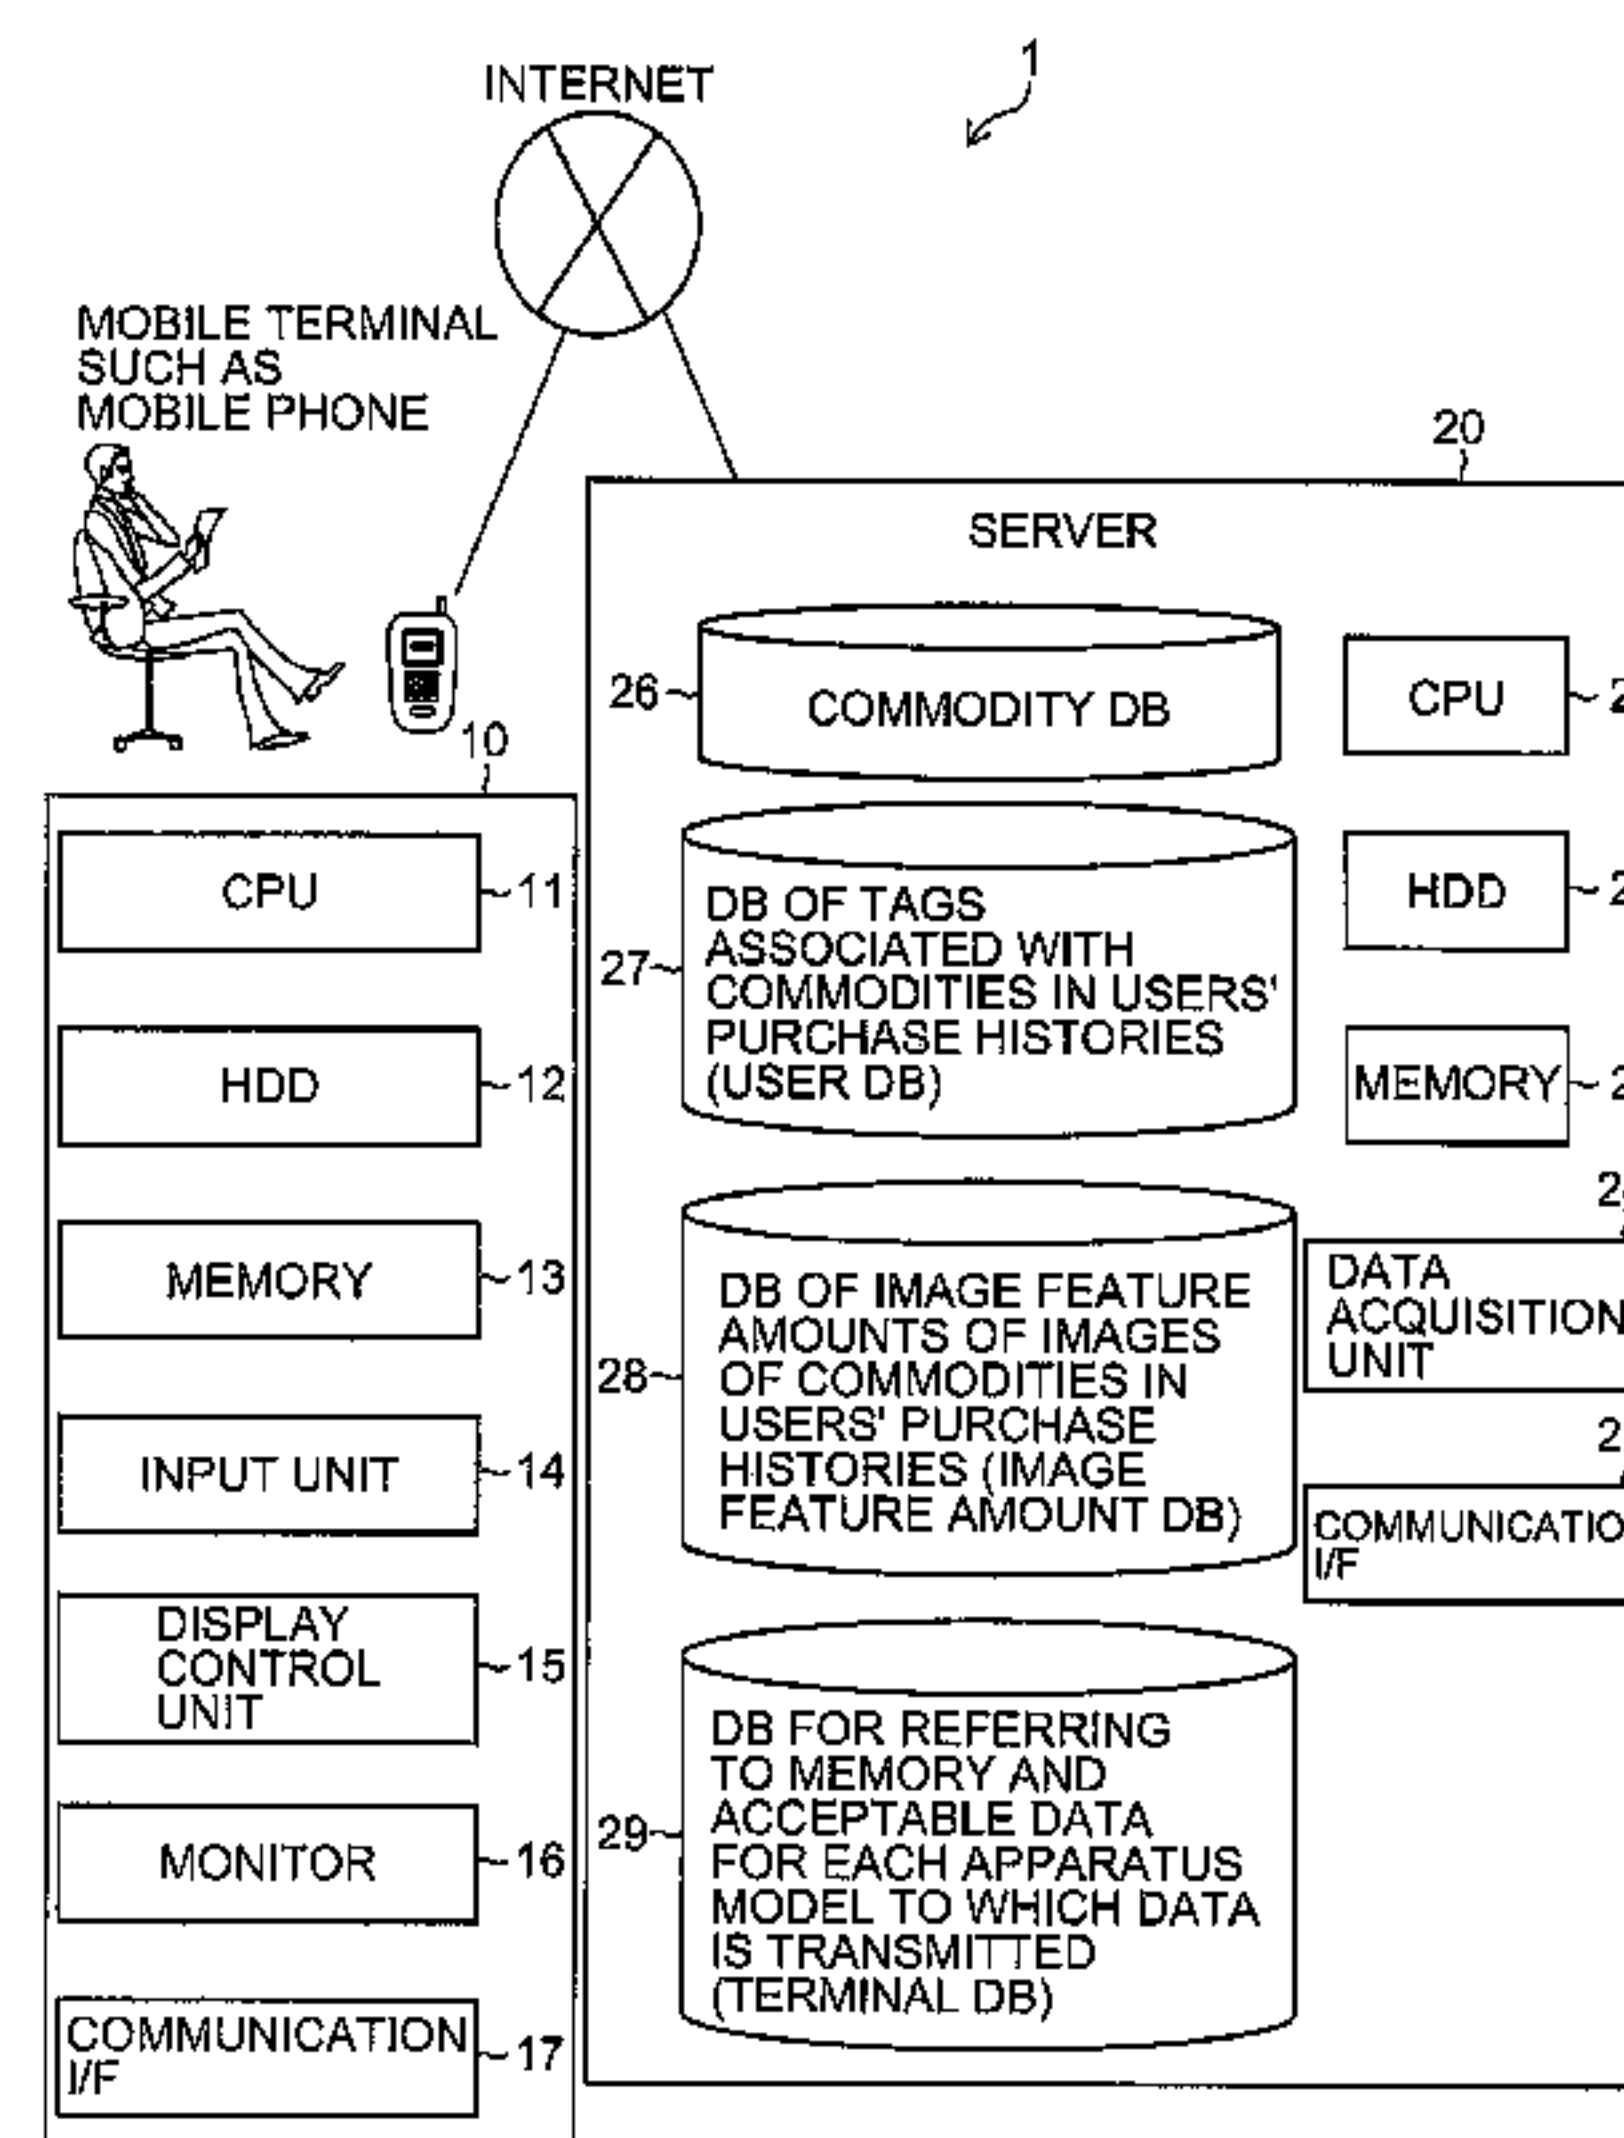 INTERNET
1
MOBILE TERMINAL
SUCH AS
MOBILE PHONE
20
SERVER
26
COMMODITY DB
CPU
10
CPU
11
DB OF TAGS
ASSOCIATED WITH
COMMODITIES IN USERS'
PURCHASE HISTORIES
(USER DB)
27
HDD
HDD
12
MEMORY
MEMORY
13
DB OF IMAGE FEATURE
AMOUNTS OF IMAGES
OF COMMODITIES IN
USERS' PURCHASE
HISTORIES (IMAGE
FEATURE AMOUNT DB)
28
DATA
ACQUISITION
UNIT
INPUT UNIT
14
I/F
DISPLAY
CONTROL
UNIT
15
DB FOR REFERRING
TO MEMORY AND
ACCEPTABLE DATA
FOR EACH APPARATUS
MODEL TO WHICH DATA
IS TRANSMITTED
(TERMINAL DB)
29
MONITOR
16
COMMUNICATION
I/F
17